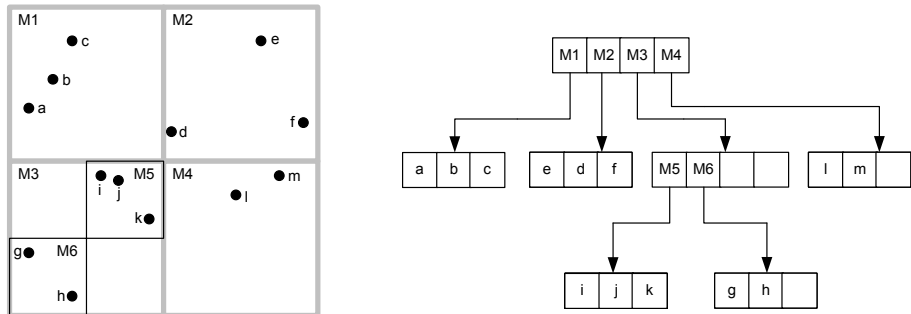 M1 M2
c e
b
a
d f
M3 M5 M4
i j
m
l
k
g M6
h
M1 M2 M3 M4
a b c e d f M5 M6 l m
i j k g h